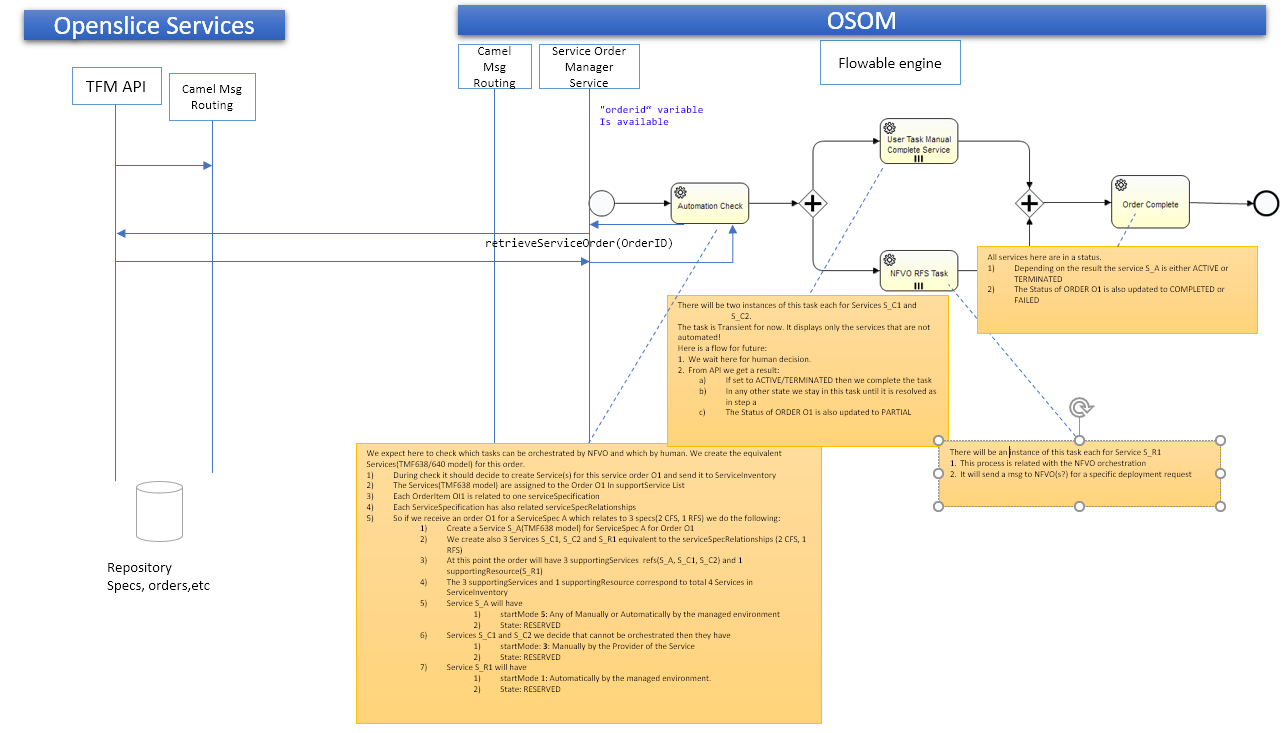 Openslice Services
OSOM
TFM API
Camel Msg
Routing
Camel
Msg
Routing
Service Order
Manager
Service
Flowable engine
"orderid“ variable
Is available
User Task Manual
Complete Service
Automation Check
Order Complete
retrieveServiceOrder(OrderID)
NFVO RFS Task
All services here are in a status.
1) Depending on the result the service S_A is either ACTIVE or
TERMINATED
2) The Status of ORDER O1 is also updated to COMPLETED or
FAILED
There will be two instances of this task each for Services S_C1 and
S_C2.
The task is Transient for now. It displays only the services that are not
automated!
Here is a flow for future:
1. We wait here for human decision.
2. From API we get a result:
a) If set to ACTIVE/TERMINATED then we complete the task
b) In any other state we stay in this task until it is resolved as
in step a
c) The Status of ORDER O1 is also updated to PARTIAL
There will be an instance of this task each for Service S_R1
1. This process is related with the NFVO orchestration
2. It will send a msg to NFVO(s?) for a specific deployment request
We expect here to check which tasks can be orchestrated by NFVO and which by human. We create the equivalent
Services(TMF638/640 model) for this order.
1) During check it should decide to create Service(s) for this service order O1 and send it to ServiceInventory
2) The Services(TMF638 model) are assigned to the Order O1 In supportService List
3) Each OrderItem OI1 is related to one serviceSpecification
4) Each ServiceSpecification has also related serviceSpecRelationships
5) So if we receive an order O1 for a ServiceSpec A which relates to 3 specs(2 CFS, 1 RFS) we do the following:
1) Create a Service S_A(TMF638 model) for ServiceSpec A for Order O1
2) We create also 3 Services S_C1, S_C2 and S_R1 equivalent to the serviceSpecRelationships (2 CFS, 1
RFS)
3) At this point the order will have 3 supportingServices refs(S_A, S_C1, S_C2) and 1
supportingResource(S_R1)
4) The 3 supportingServices and 1 supportingResource correspond to total 4 Services in
ServiceInventory
5) Service S_A will have
1) startMode 5: Any of Manually or Automatically by the managed environment
2) State: RESERVED
6) Services S_C1 and S_C2 we decide that cannot be orchestrated then they have
1) startMode: 3: Manually by the Provider of the Service
2) State: RESERVED
7) Service S_R1 will have
1) startMode 1: Automatically by the managed environment.
2) State: RESERVED
Repository
Specs, orders,etc